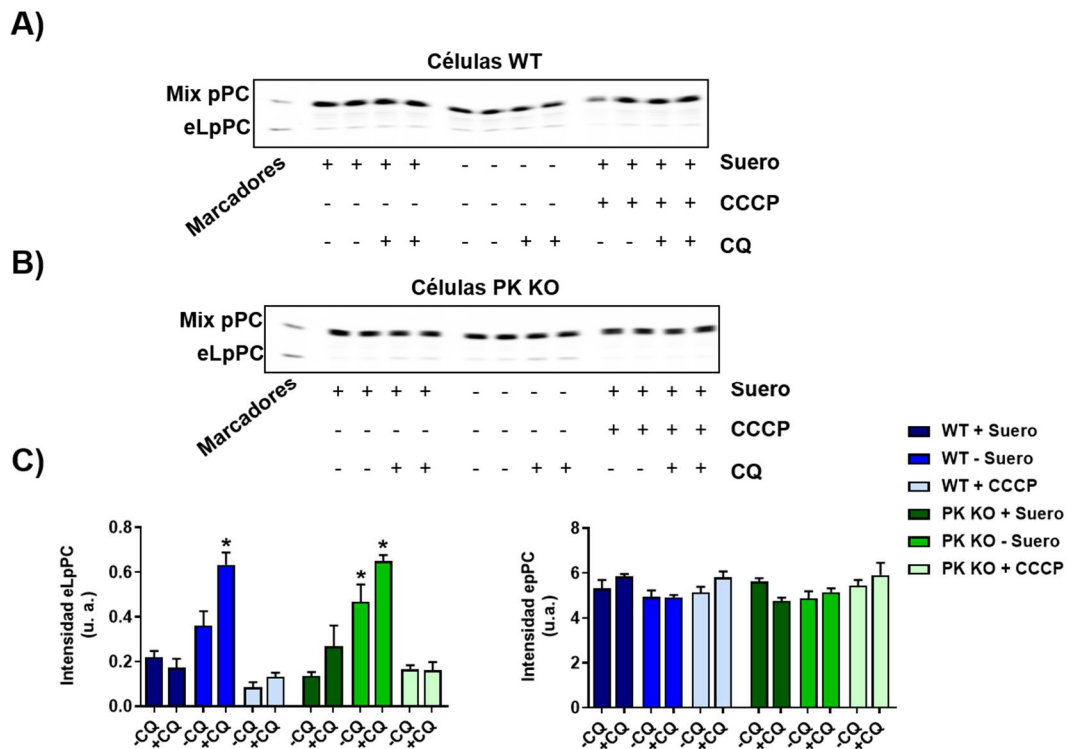 A)
Células WT
Mix pPC
eLpPC
Marcadores
+ + + + - - - - + + + + Suero
- - - - - - - - + + + + CCCP
- - + + - - + + - - + + CQ
B)
Células PK KO
Mix pPC
eLpPC
Marcadores
+ + + + - - - - + + + + Suero
- - - - - - - - + + + + CCCP
- - + + - - + + - - + + CQ
C)
WT + Suero
WT - Suero
WT + CCCP
PK KO + Suero
PK KO - Suero
PK KO + CCCP
Intensidad eLpPC
(u. a.)
0.8
0.6
0.4
0.2
0.0
* * *
-CQ +CQ -CQ +CQ -CQ +CQ -CQ +CQ -CQ +CQ -CQ +CQ
Intensidad epPC
(u.a.)
8
6
4
2
0
-CQ +CQ -CQ +CQ -CQ +CQ -CQ +CQ -CQ +CQ -CQ +CQ